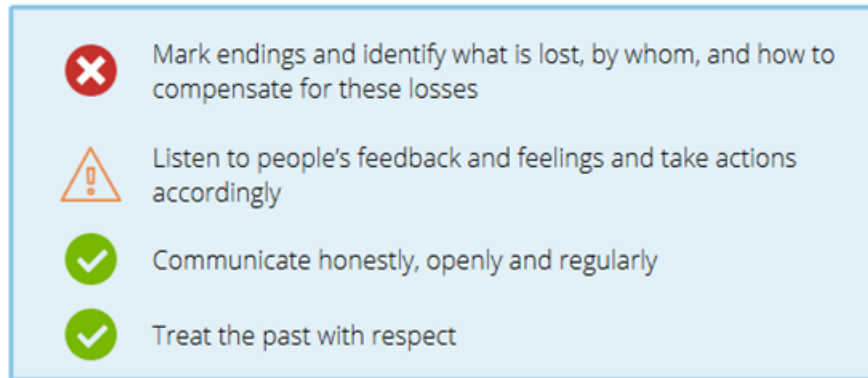 Mark endings and identify what is lost, by whom, and how to
compensate for these losses
Listen to people's feedback and feelings and take actions
accordingly
Communicate honestly, openly and regularly
Treat the past with respect